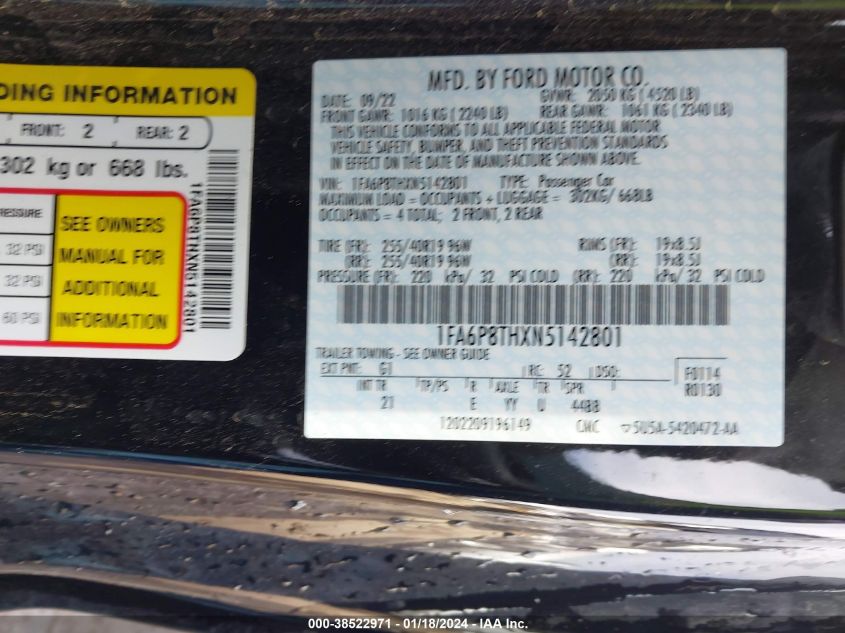 DING INFORMATION
FRONT: 2 REAR: 2
302 kg or 668 lbs.
RESSURE
32 PSI
32 PSI
60 PSI
SEE OWNERS
MANUAL FOR
ADDITIONAL
INFORMATION
1FA6P8THXN5142801
MFD. BY FORD MOTOR CO.
DATE: 09/22 GVWR: 2050 KG ( 4520 LB)
FRONT GAWR: 1016 KG ( 2240 LB) REAR GAWR: 1061 KG ( 2340 LB)
THIS VEHICLE CONFORMS TO ALL APPLICABLE FEDERAL MOTOR
VEHICLE SAFETY, BUMPER, AND THEFT PREVENTION STANDARDS
IN EFFECT ON THE DATE OF MANUFACTURE SHOWN ABOVE.
VIN: 1FA6P8THXN5142801 TYPE: Passenger Car
MAXIMUM LOAD = OCCUPANTS + LUGGAGE = 302KG/ 668LB
OCCUPANTS = 4 TOTAL; 2 FRONT, 2 REAR
TIRE (FR): 255/40R19 96W RIMS (FR): 19x8.5J
(RR): 255/40R19 96W (RR): 19x8.5J
PRESSURE (FR): 220 kPa/ 32 PSI COLD (RR): 220 kPa/ 32 PSI COLD
1FA6P8THXN5142801
TRAILER TOWING - SEE OWNER GUIDE
EXT PNT: G1 RC: 52 DSO: F0114
INT TR TP/PS R AXLE TR SPR R0130
21 E YY U 44BB
1202209196149 CMC 5U5A-5420472-AA
000-38522971 - 01/18/2024 - IAA Inc.